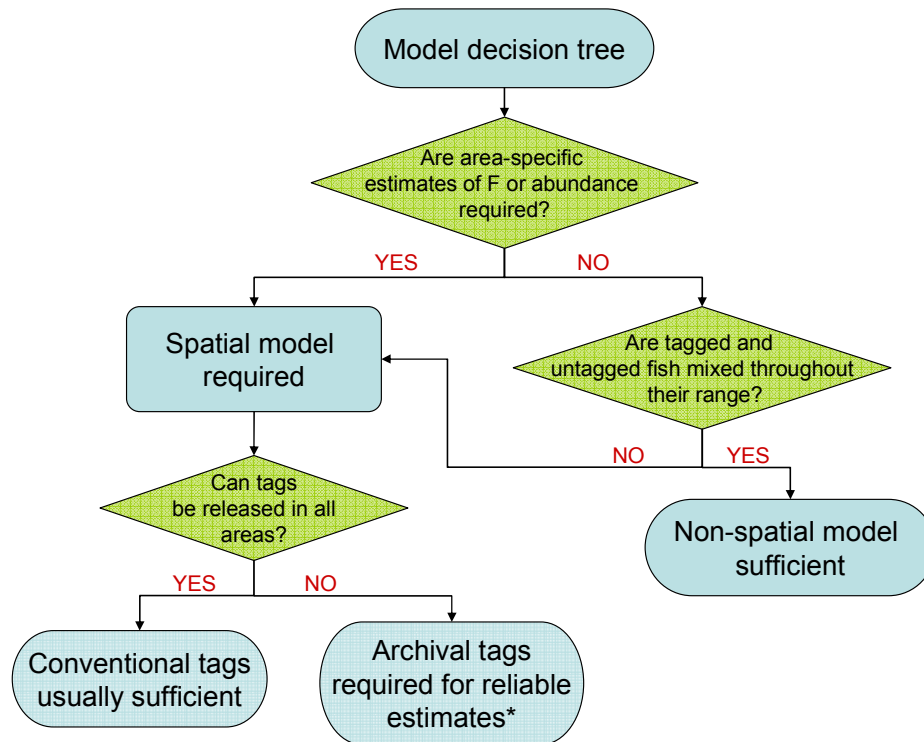 Model decision tree
Are area-specific
estimates of F or abundance
required?
YES
NO
Spatial model
required
Are tagged and
untagged fish mixed throughout
their range?
NO
YES
Can tags
be released in all
areas?
Non-spatial model
sufficient
YES
NO
Conventional tags
usually sufficient
Archival tags
required for reliable
estimates*